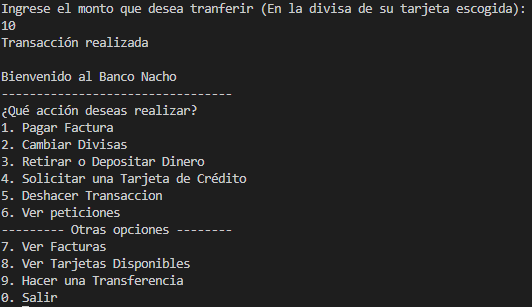 Ingrese el monto que desea tranferir (En la divisa de su tarjeta escogida):
10
Transacción realizada
Bienvenido al Banco Nacho
------------------------------
¿Qué acción deseas realizar?
1. Pagar Factura
2. Cambiar Divisas
3. Retirar o Depositar Dinero
4. Solicitar una Tarjeta de Crédito
5. Deshacer Transaccion
6. Ver peticiones
--------- Otras opciones --------
7. Ver Facturas
8. Ver Tarjetas Disponibles
9. Hacer una Transferencia
0. Salir